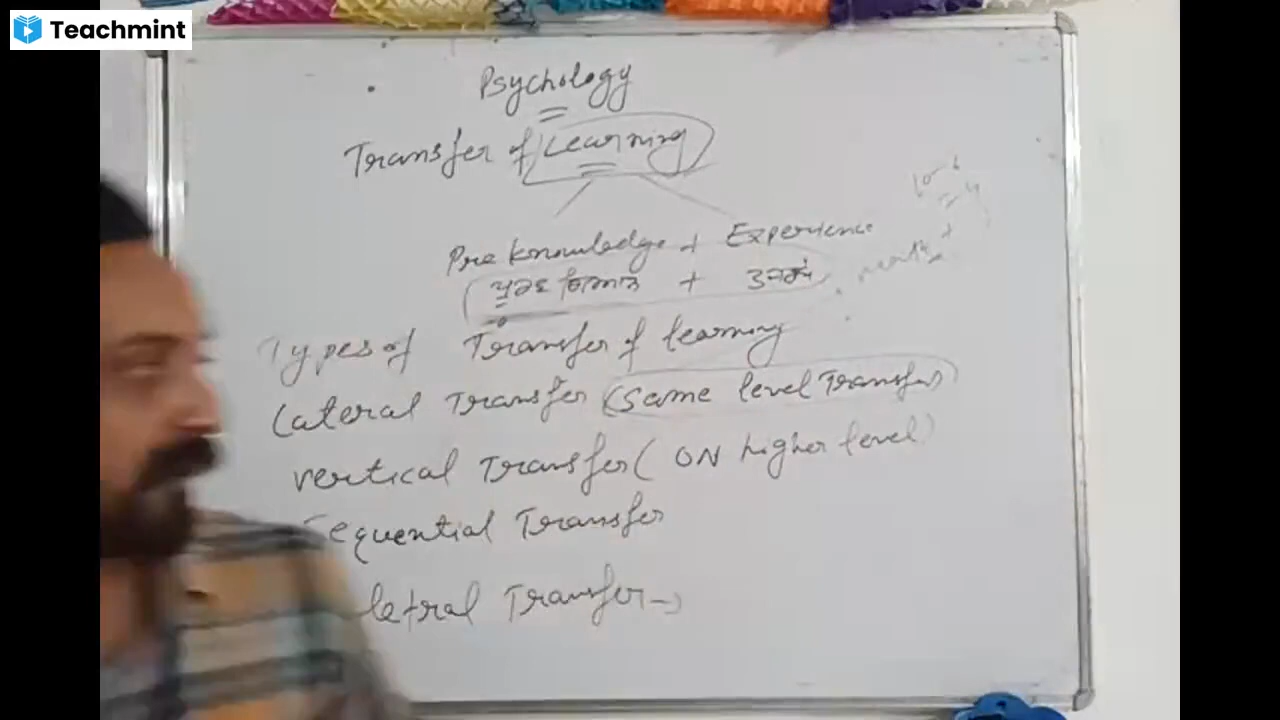 Teachmint
Psychology
Transfer of Learning
Pre knowledge + Experience
+
Types of Transfer of learning
Lateral Transfer (Same level Transfer)
Vertical Transfer (ON higher level)
equential Transfer
letral Transfer →